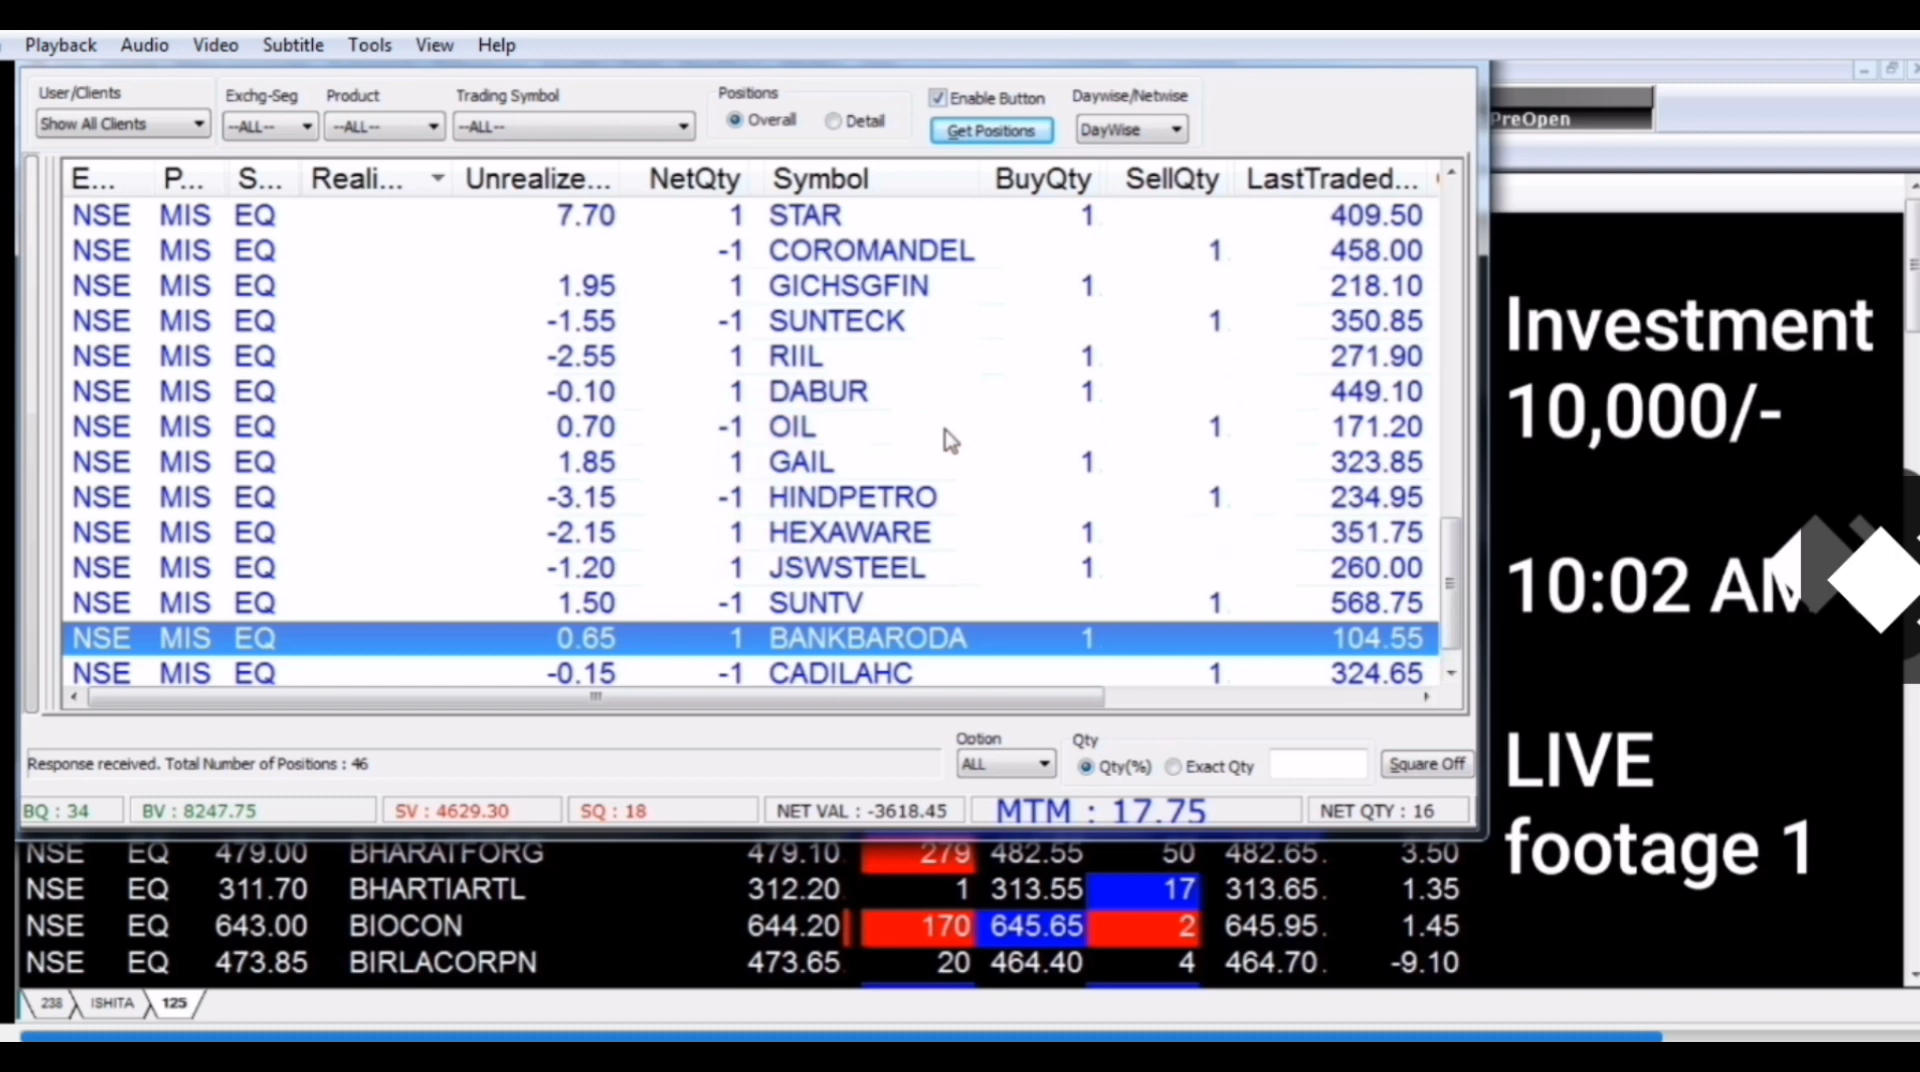 Playback Audio Video Subtitle Tools View Help
User/Clients Exchg-Seg Product Trading Symbol Positions Enable Button Daywise/Netwise
Show All Clients --ALL-- --ALL-- --ALL-- Overall Detail Get Positions DayWise
PreOpen
E... P... S... Reali... Unrealize... NetQty Symbol BuyQty SellQty LastTraded...
NSE MIS EQ 7.70 1 STAR 1 409.50
NSE MIS EQ -1 COROMANDEL 1 458.00
NSE MIS EQ 1.95 1 GICHSGFIN 1 218.10
NSE MIS EQ -1.55 -1 SUNTECK 1 350.85
NSE MIS EQ -2.55 1 RIIL 1 271.90
NSE MIS EQ -0.10 1 DABUR 1 449.10
NSE MIS EQ 0.70 -1 OIL 1 171.20
NSE MIS EQ 1.85 1 GAIL 1 323.85
NSE MIS EQ -3.15 -1 HINDPETRO 1 234.95
NSE MIS EQ -2.15 1 HEXAWARE 1 351.75
NSE MIS EQ -1.20 1 JSWSTEEL 1 260.00
NSE MIS EQ 1.50 -1 SUNTV 1 568.75
NSE MIS EQ 0.65 1 BANKBARODA 1 104.55
NSE MIS EQ -0.15 -1 CADILAHC 1 324.65
Option Qty
Response received. Total Number of Positions : 46 ALL Qty(%) Exact Qty Square Off
BQ : 34 BV : 8247.75 SV : 4629.30 SQ : 18 NET VAL : -3618.45 MTM : 17.75 NET QTY : 16
NSE EQ 479.00 BHARATFORG 479.10 279 482.55 50 482.65 3.50
NSE EQ 311.70 BHARTIARTL 312.20 1 313.55 17 313.65 1.35
NSE EQ 643.00 BIOCON 644.20 170 645.65 2 645.95 1.45
NSE EQ 473.85 BIRLACORPN 473.65 20 464.40 4 464.70 -9.10
238 ISHITA 125
Investment
10,000/-
10:02 AM
LIVE
footage 1